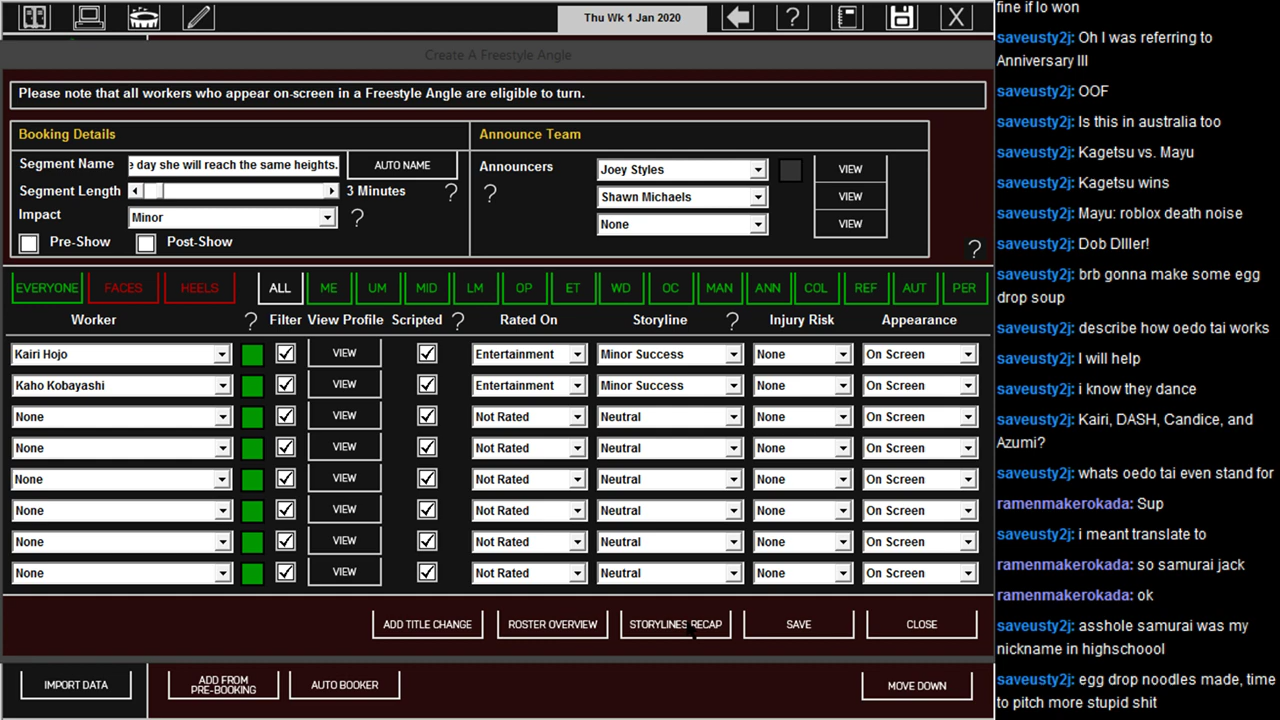 Thu Wk 1 Jan 2020
?
X
Create A Freestyle Angle
Please note that all workers who appear on-screen in a Freestyle Angle are eligible to turn.
Booking Details
Segment Name
e day she will reach the same heights.
AUTO NAME
Segment Length
3 Minutes
?
Impact
Minor
?
Pre-Show
Post-Show
Announce Team
Announcers
?
Joey Styles
VIEW
Shawn Michaels
VIEW
None
VIEW
?
EVERYONE FACES HEELS ALL ME UM MID LM OP ET WD OC MAN ANN COL REF AUT PER
Worker ? Filter View Profile Scripted ? Rated On Storyline ? Injury Risk Appearance
Kairi Hojo VIEW Entertainment Minor Success None On Screen
Kaho Kobayashi VIEW Entertainment Minor Success None On Screen
None VIEW Not Rated Neutral None On Screen
None VIEW Not Rated Neutral None On Screen
None VIEW Not Rated Neutral None On Screen
None VIEW Not Rated Neutral None On Screen
None VIEW Not Rated Neutral None On Screen
None VIEW Not Rated Neutral None On Screen
ADD TITLE CHANGE ROSTER OVERVIEW STORYLINES RECAP SAVE CLOSE
IMPORT DATA
ADD FROM
PRE-BOOKING
AUTO BOOKER
MOVE DOWN
fine if Io won
saveusty2j: Oh I was referring to
Anniversary III
saveusty2j: OOF
saveusty2j: Is this in australia too
saveusty2j: Kagetsu vs. Mayu
saveusty2j: Kagetsu wins
saveusty2j: Mayu: roblox death noise
saveusty2j: Dob DIller!
saveusty2j: brb gonna make some egg
drop soup
saveusty2j: describe how oedo tai works
saveusty2j: I will help
saveusty2j: i know they dance
saveusty2j: Kairi, DASH, Candice, and
Azumi?
saveusty2j: whats oedo tai even stand for
ramenmakerokada: Sup
saveusty2j: i meant translate to
saveusty2j: so samurai jack
ramenmakerokada: ok
saveusty2j: asshole samurai was my
nickname in highschoool
saveusty2j: egg drop noodles made, time
to pitch more stupid shit